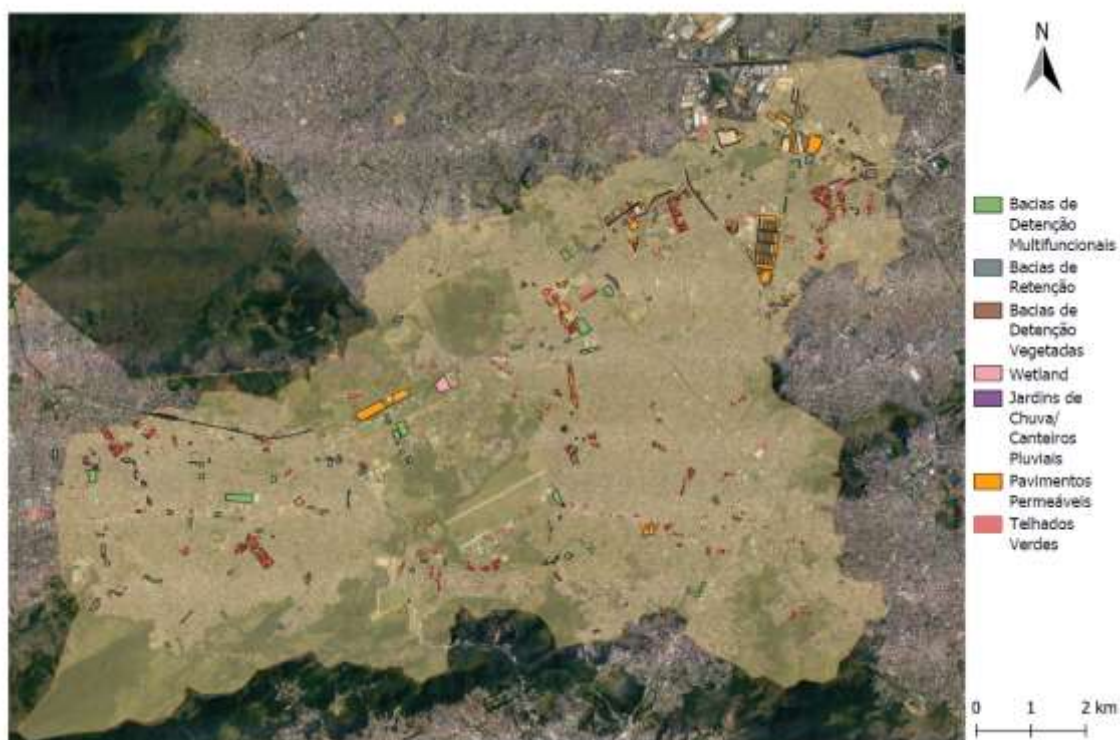 N
Bacias de
Detenção
Multifuncionais
Bacias de
Retenção
Bacias de
Detenção
Vegetadas
Wetland
Jardins de
Chuva/
Canteiros
Pluviais
Pavimentos
Permeáveis
Telhados
Verdes
0 1 2 km